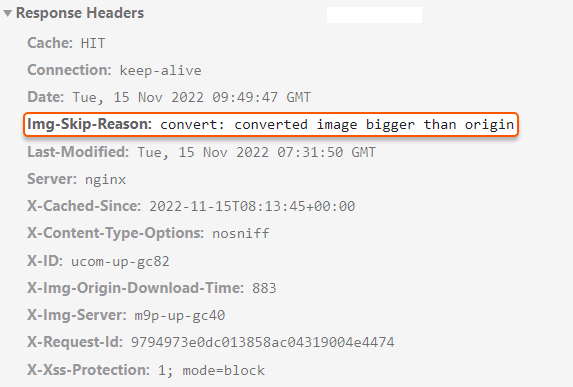 Response Headers
Cache: HIT
Connection: keep-alive
Date: Tue, 15 Nov 2022 09:49:47 GMT
Img-Skip-Reason: convert: converted image bigger than origin
Last-Modified: Tue, 15 Nov 2022 07:31:50 GMT
Server: nginx
X-Cached-Since: 2022-11-15T08:13:45+00:00
X-Content-Type-Options: nosniff
X-ID: ucom-up-gc82
X-Img-Origin-Download-Time: 883
X-Img-Server: m9p-up-gc40
X-Request-Id: 9794973e0dc013858ac04319004e4474
X-Xss-Protection: 1; mode=block